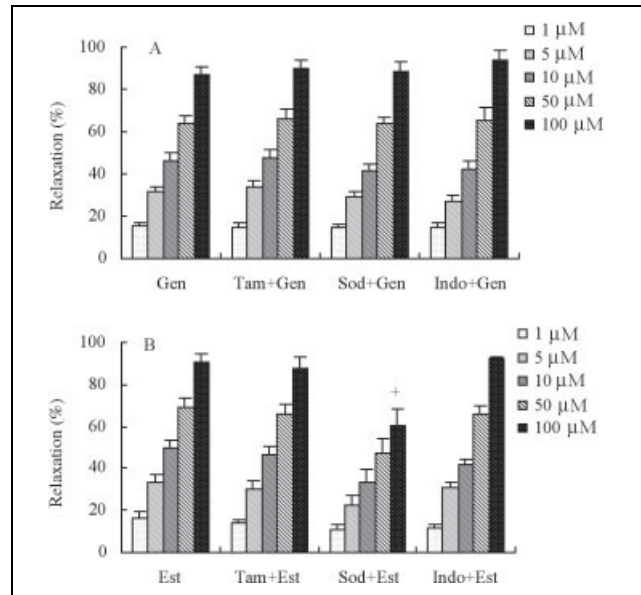 A
Relaxation (%)
100
80
60
40
20
0
Gen Tam+Gen Sod+Gen Indo+Gen
1 µM
5 µM
10 µM
50 µM
100 µM
B
Relaxation (%)
100
80
60
40
20
0
+
Est Tam+Est Sod+Est Indo+Est
1 µM
5 µM
10 µM
50 µM
100 µM